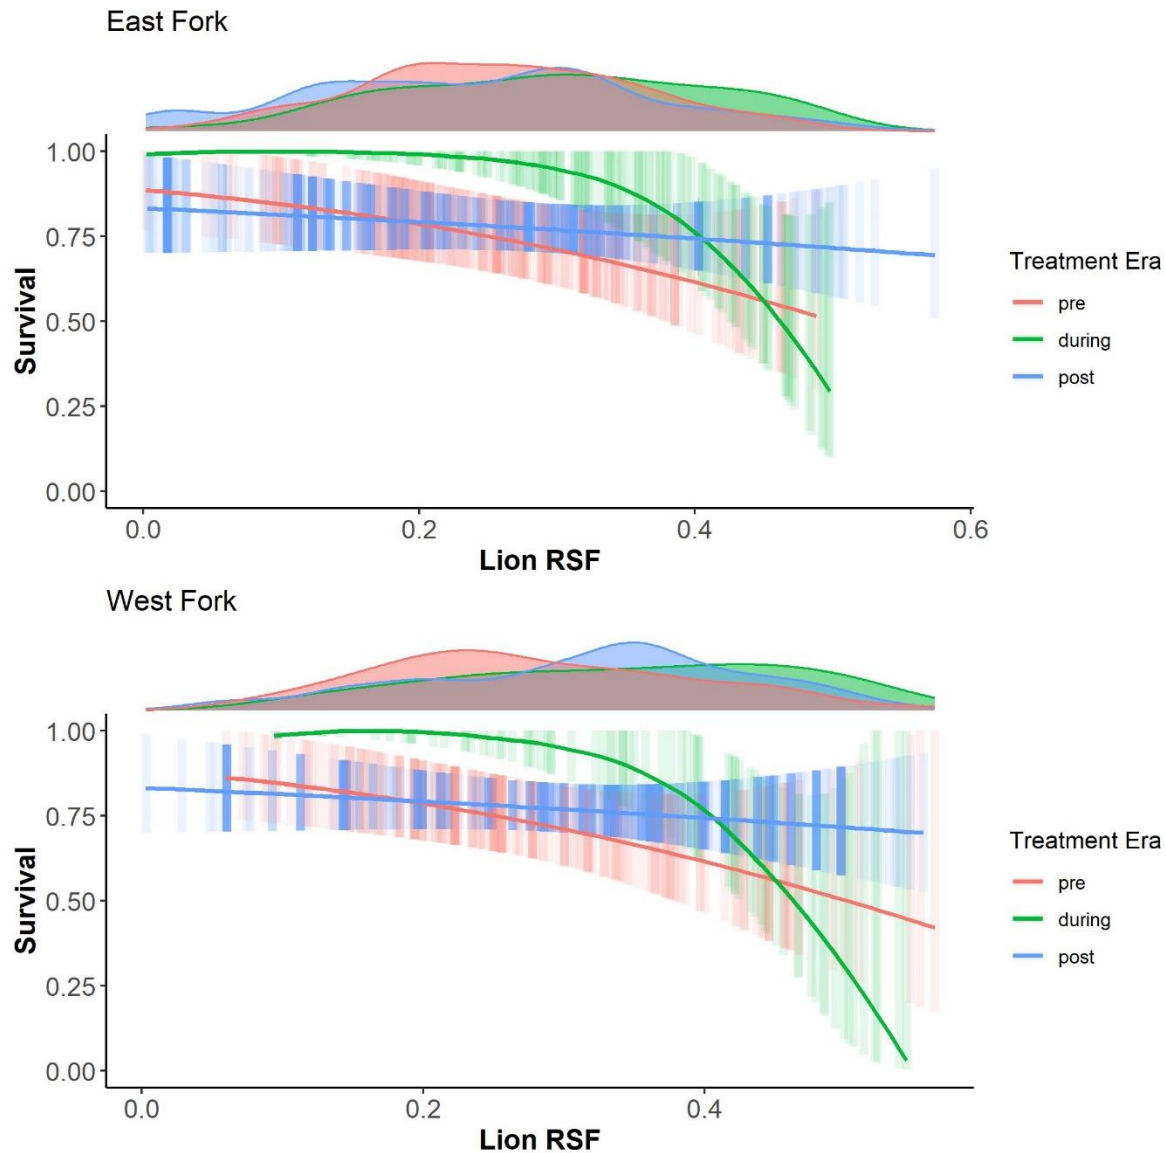 East Fork
1.00
0.75
0.50
0.25
0.00
Survival
0.0 0.2 0.4 0.6
Lion RSF
Treatment Era
pre
during
post
West Fork
1.00
0.75
0.50
0.25
0.00
Survival
0.0 0.2 0.4
Lion RSF
Treatment Era
pre
during
post